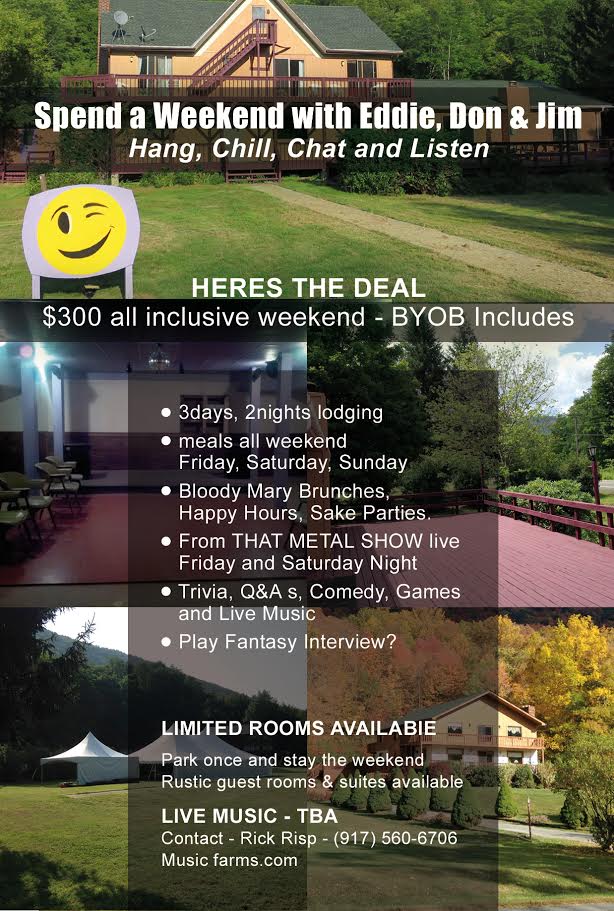 Spend a Weekend with Eddie, Don & Jim
Hang, Chill, Chat and Listen
HERES THE DEAL
$300 all inclusive weekend - BYOB Includes
● 3days, 2nights lodging
● meals all weekend
Friday, Saturday, Sunday
● Bloody Mary Brunches,
Happy Hours, Sake Parties.
● From THAT METAL SHOW live
Friday and Saturday Night
● Trivia, Q&A s, Comedy, Games
and Live Music
● Play Fantasy Interview?
LIMITED ROOMS AVAILABlE
Park once and stay the weekend
Rustic guest rooms & suites available
LIVE MUSIC - TBA
Contact - Rick Risp - (917) 560-6706
Music farms.com